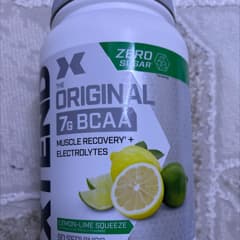 XTEND
ZERO
SUGAR
X
THE
ORIGINAL
7g BCAA
MUSCLE RECOVERY +
ELECTROLYTES
LEMON-LIME SQUEEZE